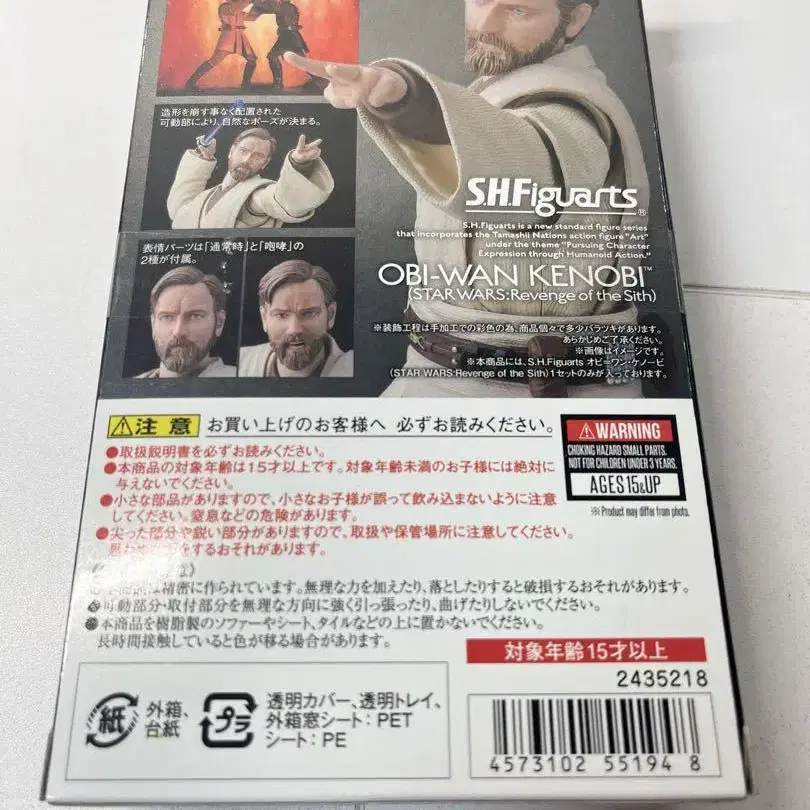 造形を崩す事なく配置された
可動部により、自然なポーズが決まる。
S.H.Figuarts®
S.H.Figuarts is a new standard figure series
that incorporates the Tamashii Nations action figure "Art"
under the theme "Pursuing Character
Expression through Humanoid Action."
表情パーツは「通常時」と「咆哮」の
2種が付属。
OBI-WAN KENOBI™
(STAR WARS:Revenge of the Sith)
※装飾工程は手加工での彩色の為、商品個々で多少バラツキがあります。
あらかじめご了承ください。
※画像はイメージです。
※本商品には、S.H.Figuarts オビ=ワン・ケノービ
(STAR WARS:Revenge of the Sith)1セットのみが入っております。
⚠注意 お買い上げのお客様へ 必ずお読みください。
●取扱説明書を必ずお読みください。
●本商品の対象年齢は15才以上です。対象年齢未満のお子様には絶対に
与えないでください。
●小さな部品がありますので、小さなお子様が誤って飲み込まないように注意
してください。窒息などの危険があります。
●尖った部分や鋭い部分がありますので、取扱や保管場所に注意してください。
をするおそれがあります。
⚠WARNING
CHOKING HAZARD SMALL PARTS.
NOT FOR CHILDREN UNDER 3 YEARS.
AGES 15&UP
※ Product may differ from photo.
精密に作られています。無理な力を加えたり、落としたりすると破損するおそれがあります。
●可動部分・取付部分を無理な方向に強く引っ張ったり、曲げたりしないでください。
●本商品を樹脂製のソファーやシート、タイルなどの上に置かないでください。
長時間接触していると色が移る場合があります。
対象年齢15才以上
2435218
紙
外箱、
台紙
プラ
透明カバー、透明トレイ、
外箱窓シート:PET
シート:PE
4573102 55194 8